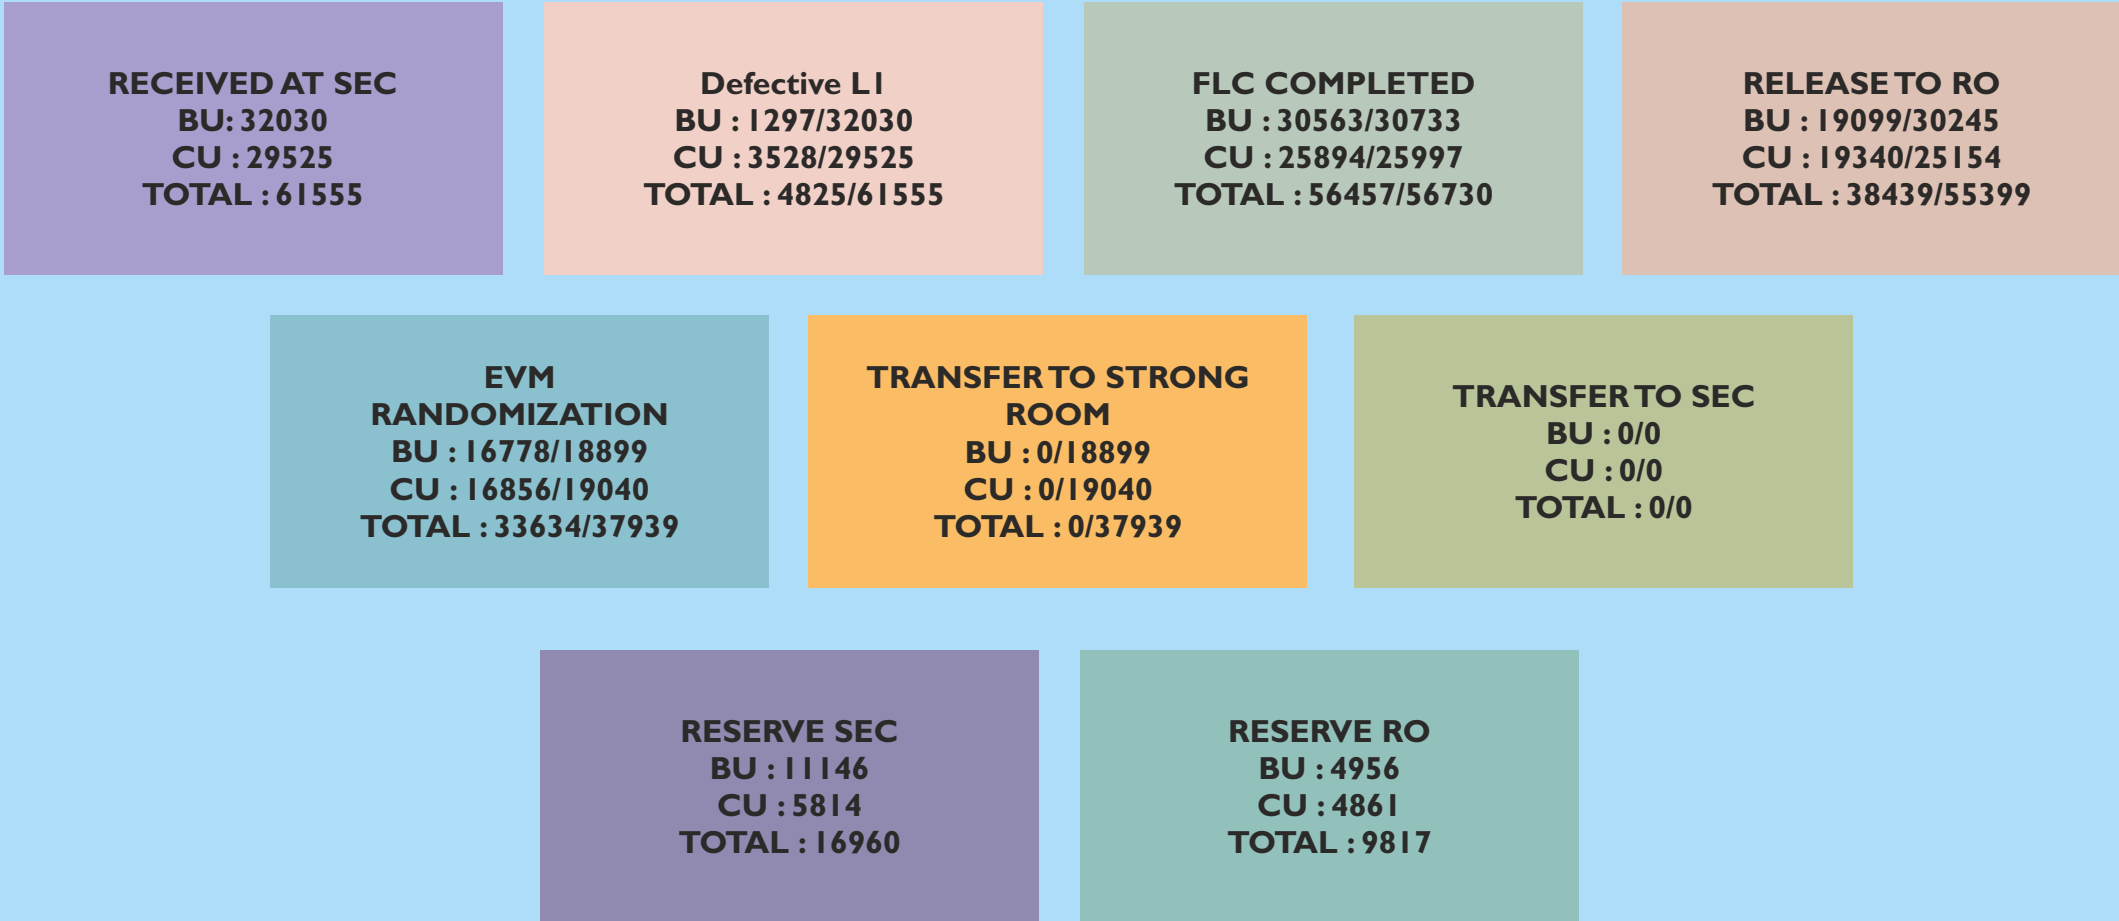 RECEIVED AT SEC
BU: 32030
CU : 29525
TOTAL : 61555
Defective L1
BU : 1297/32030
CU : 3528/29525
TOTAL : 4825/61555
FLC COMPLETED
BU : 30563/30733
CU : 25894/25997
TOTAL : 56457/56730
RELEASE TO RO
BU : 19099/30245
CU : 19340/25154
TOTAL : 38439/55399
EVM
RANDOMIZATION
BU : 16778/18899
CU : 16856/19040
TOTAL : 33634/37939
TRANSFER TO STRONG
ROOM
BU : 0/18899
CU : 0/19040
TOTAL : 0/37939
TRANSFER TO SEC
BU : 0/0
CU : 0/0
TOTAL : 0/0
RESERVE SEC
BU : 11146
CU : 5814
TOTAL : 16960
RESERVE RO
BU : 4956
CU : 4861
TOTAL : 9817